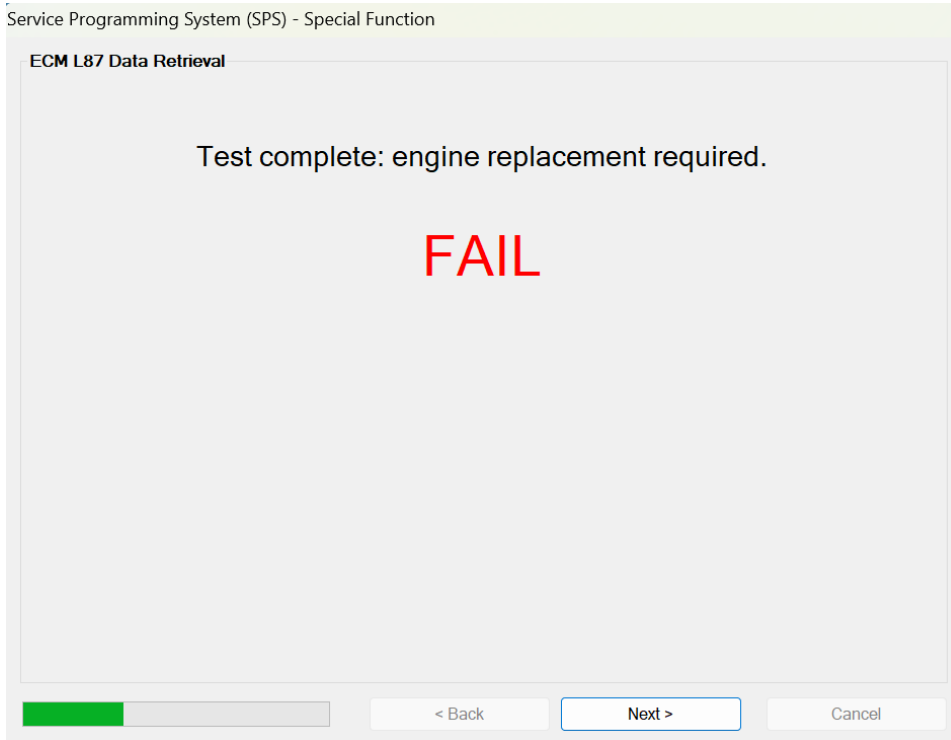 Service Programming System (SPS) - Special Function
ECM L87 Data Retrieval
Test complete: engine replacement required.
FAIL
< Back
Next >
Cancel